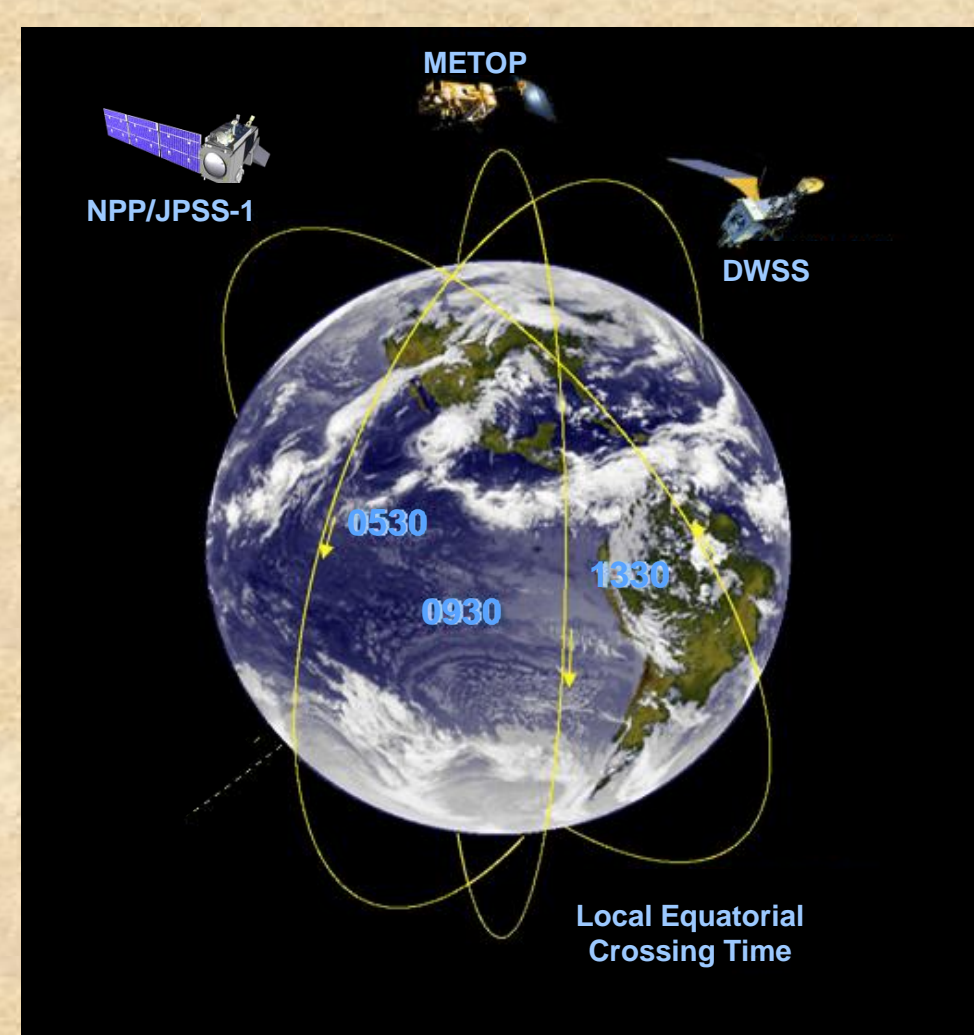 METOP
NPP/JPSS-1
DWSS
0530
1330
0930
Local Equatorial
Crossing Time